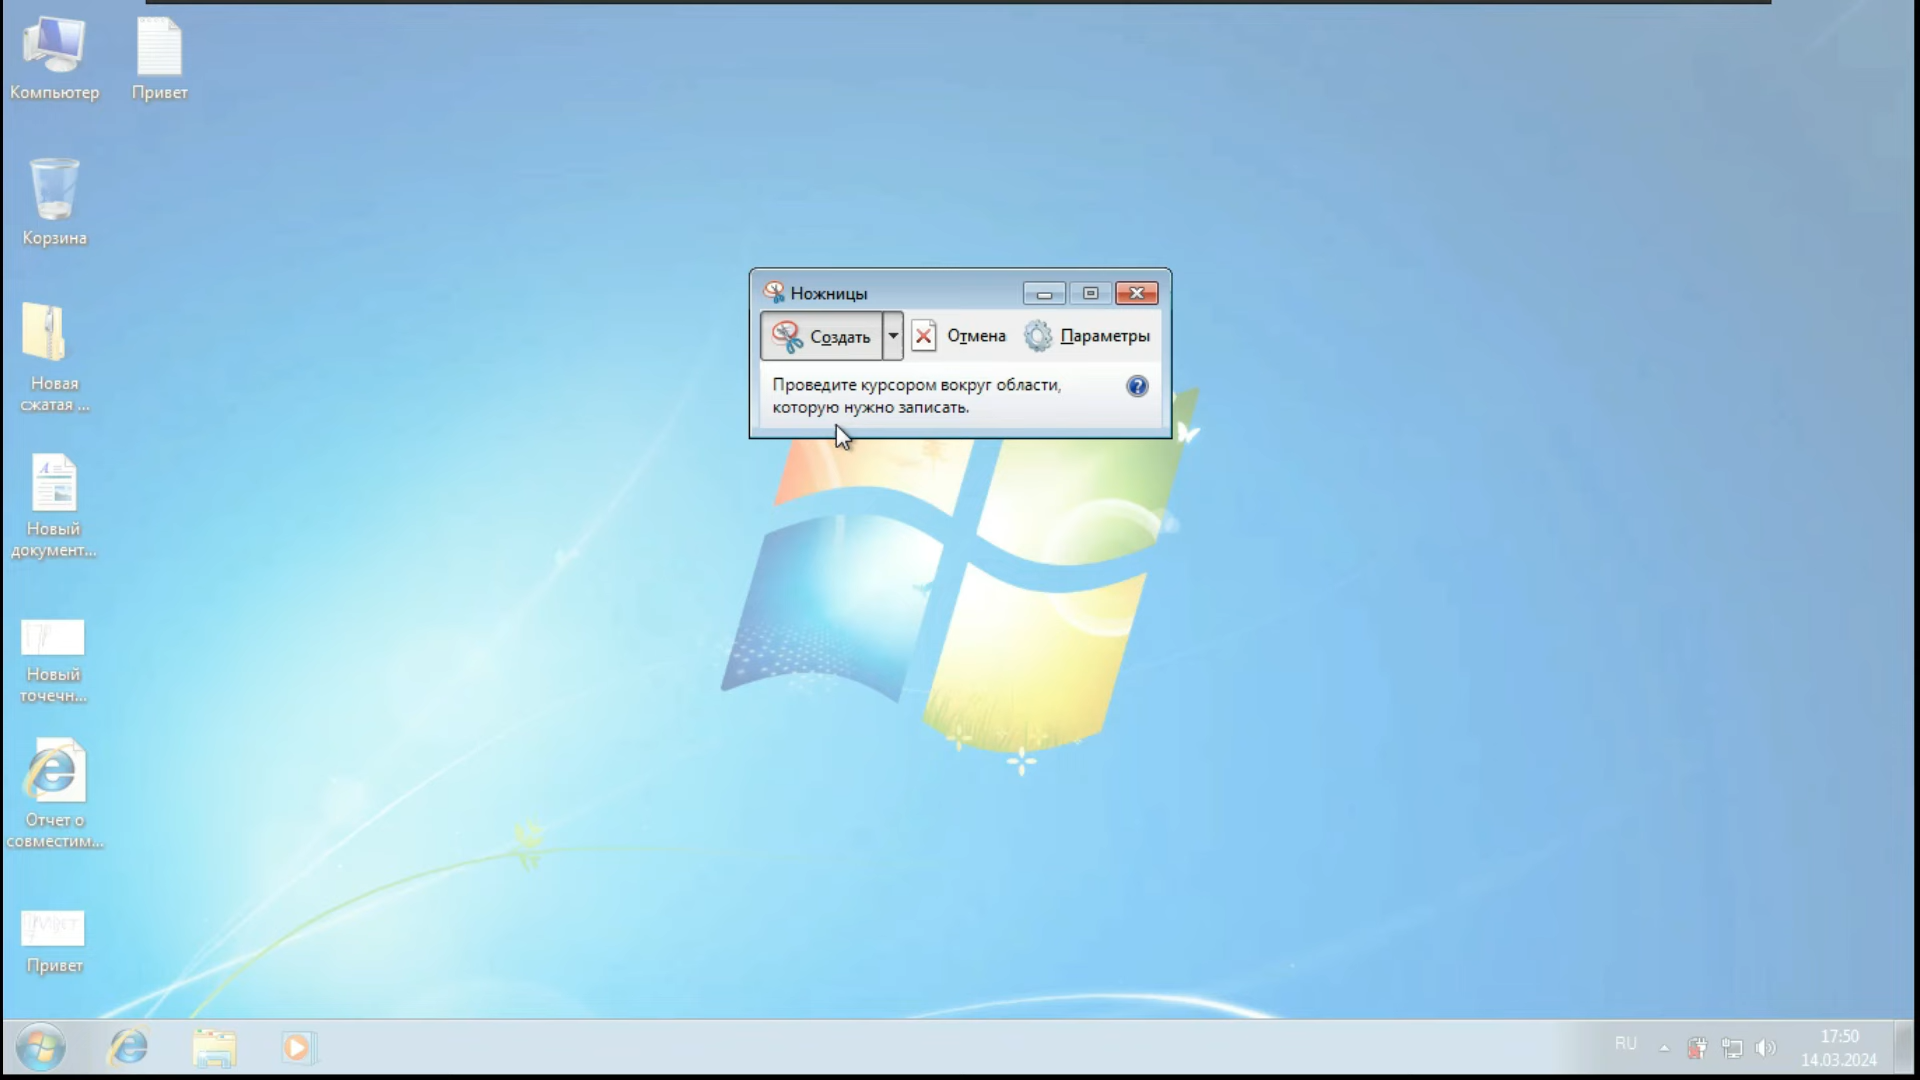 Компьютер
Привет
Корзина
Новая
сжатая ...
Новый
документ...
Новый
точечн...
Отчет о
совместим...
Привет
Ножницы
Создать
Отмена
Параметры
Проведите курсором вокруг области,
которую нужно записать.
RU
17:50
14.03.2024